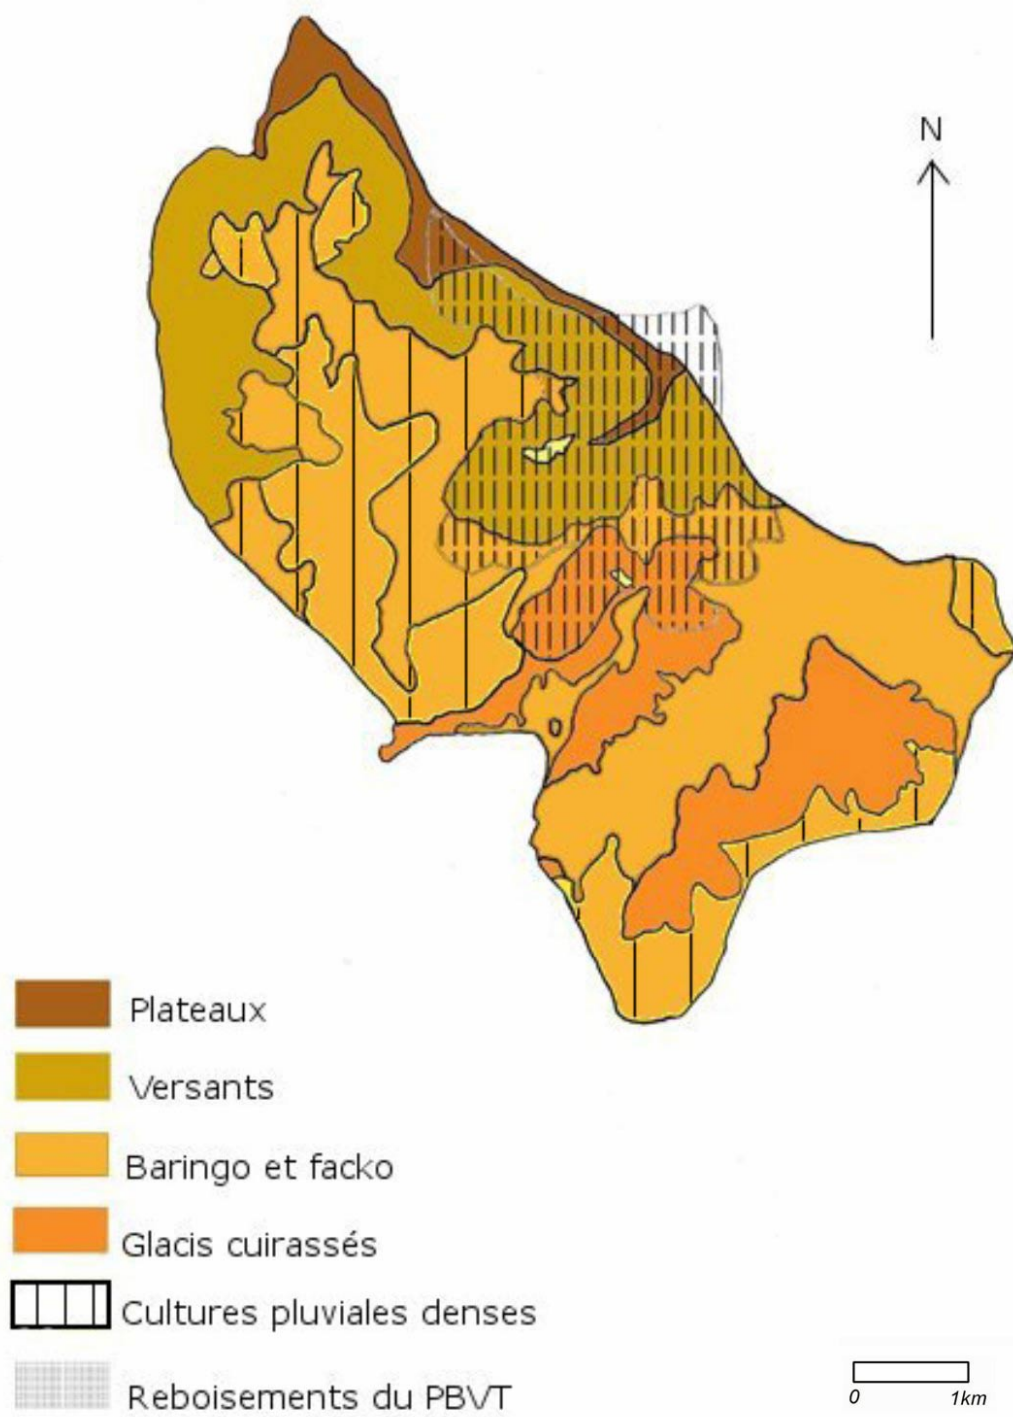 N
Plateaux
Versants
Baringo et facko
Glacis cuirassés
Cultures pluviales denses
Reboisements du PBVT
0 1km